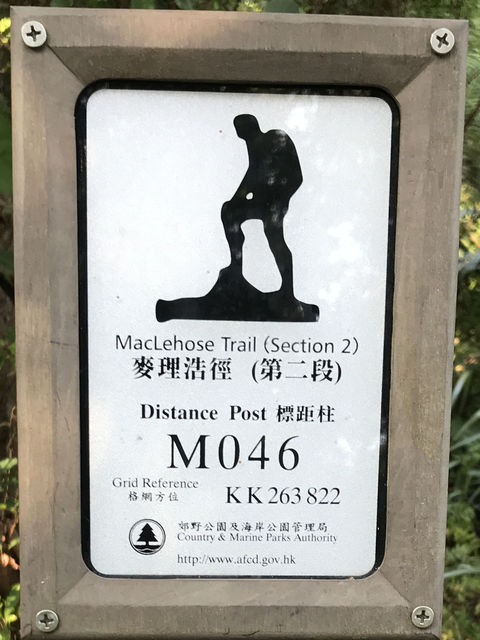 MacLehose Trail (Section 2)
麥理浩徑 (第二段)
Distance Post 標距柱
M046
Grid Reference
格網方位
KK 263 822
郊野公園及海岸公園管理局
Country & Marine Parks Authority
http://www.afcd.gov.hk